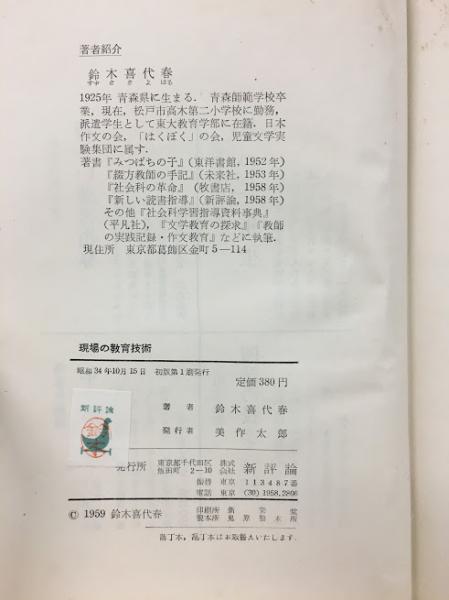 著者紹介
鈴木喜代春
すず き き よ はる
1925年 青森県に生まる．青森師範学校卒
業，現在，松戸市高木第二小学校に勤務，
派遣学生として東大教育学部に在籍．日本
作文の会，「はくぼく」の会，児童文学実
験集団に属す．
著書『みつばちの子』（東洋書館，1952年）
『綴方教師の手記』（未来社，1953年）
『社会科の革命』（牧書店，1958年）
『新しい読書指導』（新評論，1958年）
その他『社会科学習指導資料事典』
（平凡社），『文学教育の探求』『教師
の実践記録・作文教育』などに執筆．
現住所 東京都葛飾区金町5—114
現場の教育技術
昭和34年10月15日 初版第1刷発行
定価380円
著者 鈴木喜代春
発行者 美作太郎
新評論
発行所 東京都千代田区飯田町2—10 株式会社 新評論
振替 東京 113487番
電話 東京 (30) 1958,2806
© 1959 鈴木喜代春
印刷所
製本所
落丁本，乱丁本はお取替えいたします．